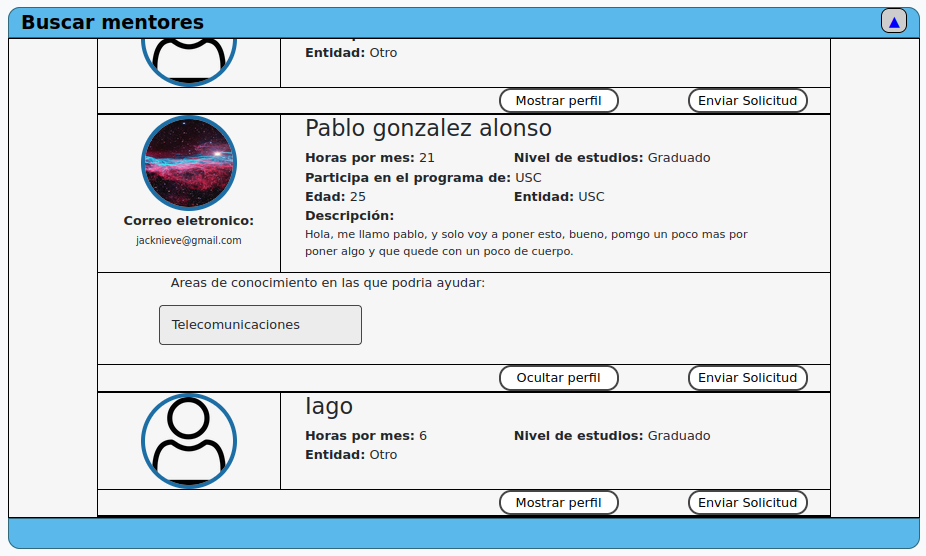 Buscar mentores
▲
Entidad: Otro
Mostrar perfil Enviar Solicitud
Pablo gonzalez alonso
Horas por mes: 21 Nivel de estudios: Graduado
Participa en el programa de: USC
Edad: 25 Entidad: USC
Correo eletronico:
jacknieve@gmail.com
Descripción:
Hola, me llamo pablo, y solo voy a poner esto, bueno, pomgo un poco mas por
poner algo y que quede con un poco de cuerpo.
Areas de conocimiento en las que podria ayudar:
Telecomunicaciones
Ocultar perfil Enviar Solicitud
Iago
Horas por mes: 6 Nivel de estudios: Graduado
Entidad: Otro
Mostrar perfil Enviar Solicitud